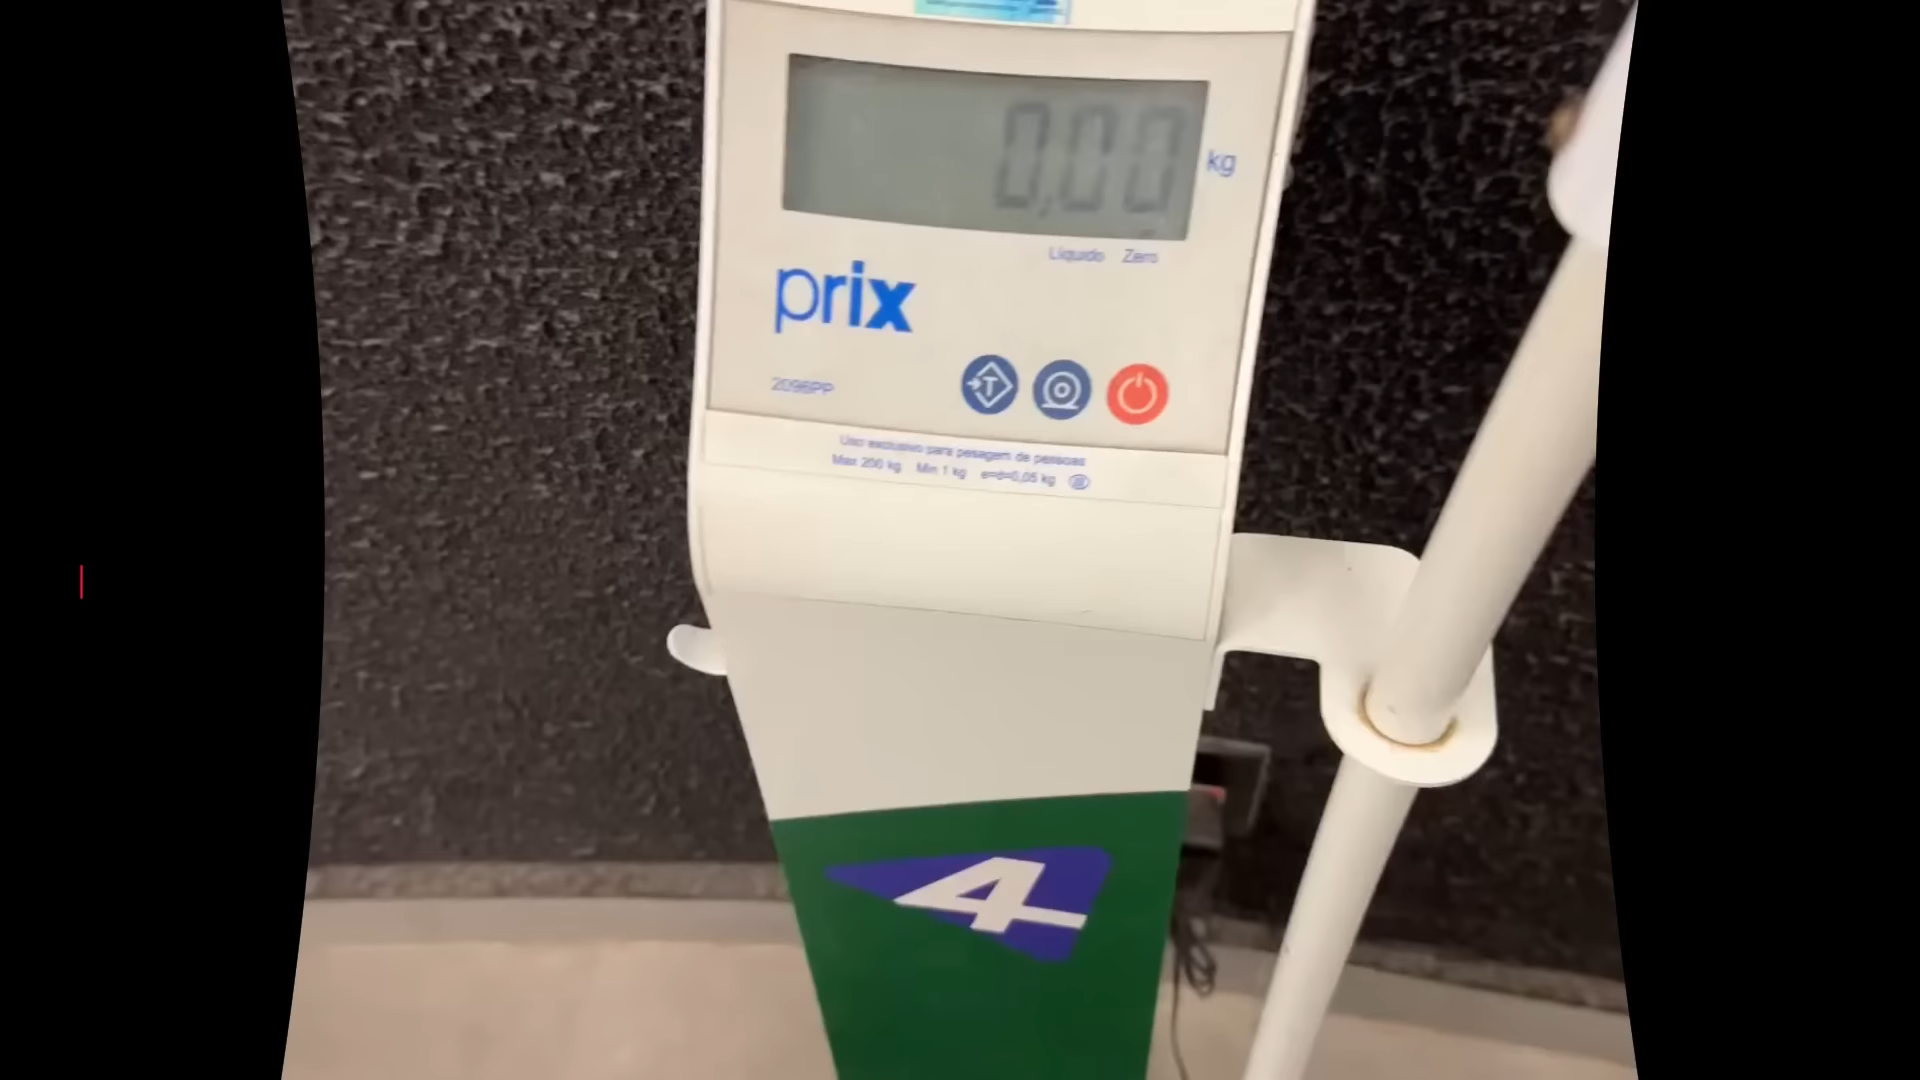 0,00 kg
Líquido Zero
prix
2096PP
T
Uso exclusivo para pesagem de pessoas
Max 200 kg Min 1 kg e=d=0,05 kg
4